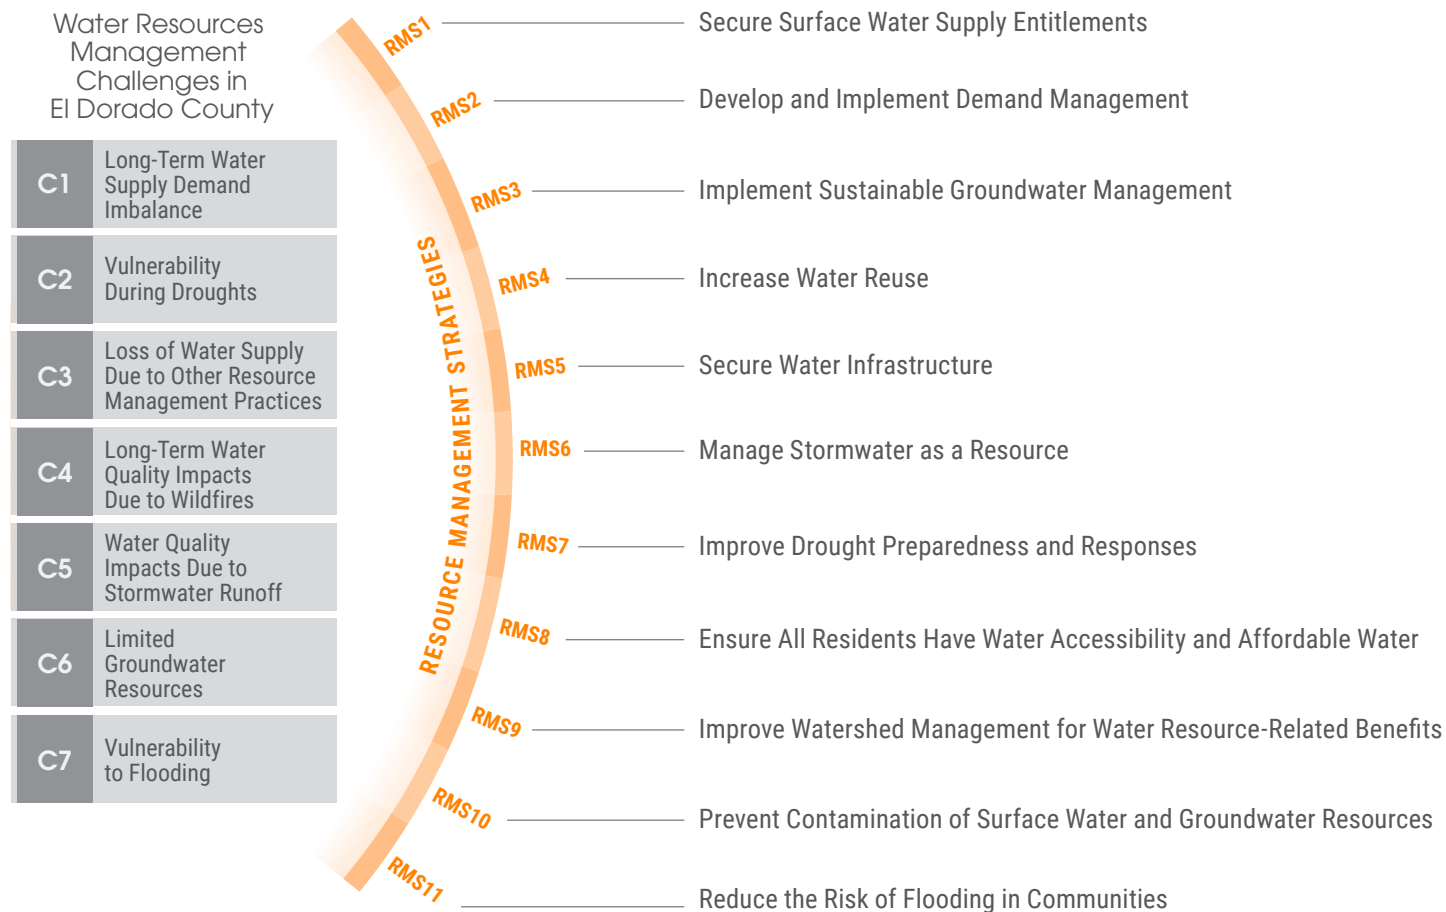 Water Resources
Management
Challenges in
El Dorado County
C1
Long-Term Water
Supply Demand
Imbalance
C2
Vulnerability
During Droughts
C3
Loss of Water Supply
Due to Other Resource
Management Practices
C4
Long-Term Water
Quality Impacts
Due to Wildfires
C5
Water Quality
Impacts Due to
Stormwater Runoff
C6
Limited
Groundwater
Resources
C7
Vulnerability
to Flooding
RESOURCE MANAGEMENT STRATEGIES
RMS1 Secure Surface Water Supply Entitlements
RMS2 Develop and Implement Demand Management
RMS3 Implement Sustainable Groundwater Management
RMS4 Increase Water Reuse
RMS5 Secure Water Infrastructure
RMS6 Manage Stormwater as a Resource
RMS7 Improve Drought Preparedness and Responses
RMS8 Ensure All Residents Have Water Accessibility and Affordable Water
RMS9 Improve Watershed Management for Water Resource-Related Benefits
RMS10 Prevent Contamination of Surface Water and Groundwater Resources
RMS11 Reduce the Risk of Flooding in Communities